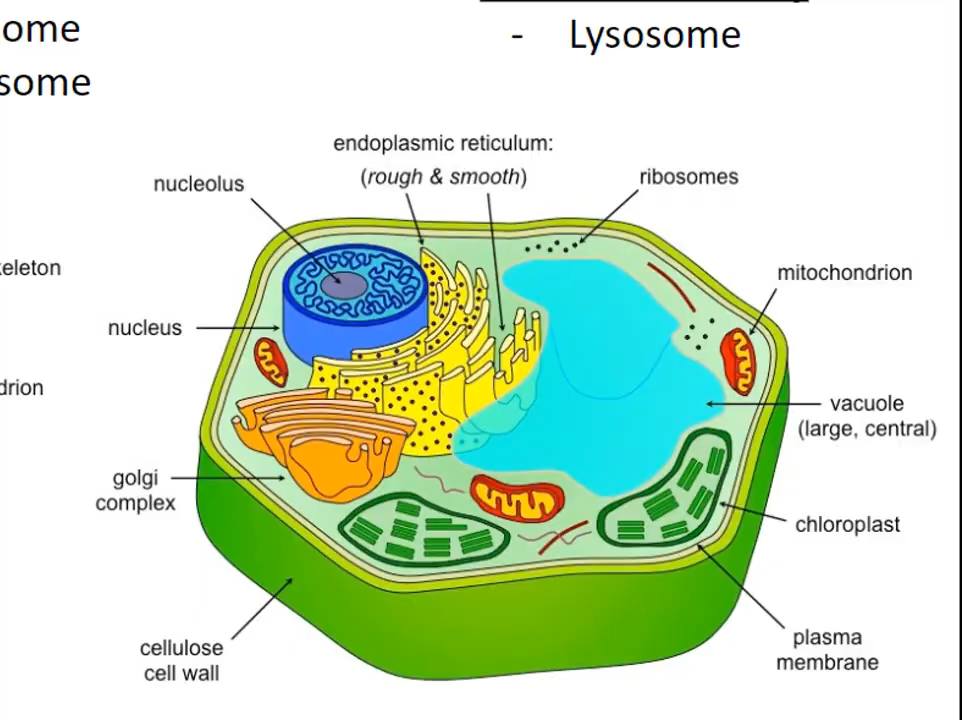 ome
some
- Lysosome
endoplasmic reticulum:
(rough & smooth)
nucleolus
ribosomes
keleton
mitochondrion
nucleus
drion
vacuole
(large, central)
golgi
complex
chloroplast
cellulose
cell wall
plasma
membrane